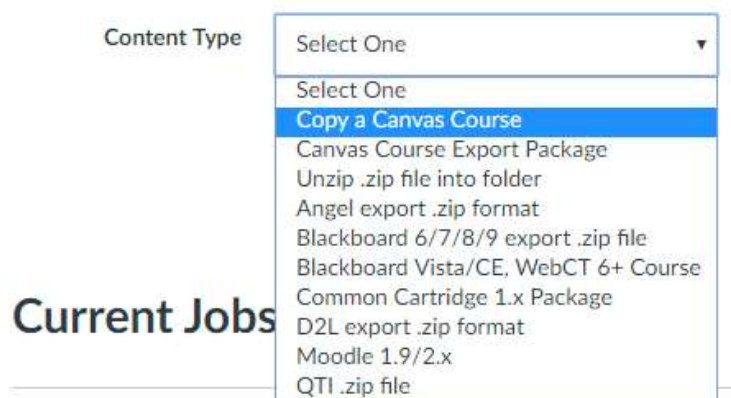 Content Type Select One
Select One
Copy a Canvas Course
Canvas Course Export Package
Unzip .zip file into folder
Angel export .zip format
Blackboard 6/7/8/9 export .zip file
Blackboard Vista/CE, WebCT 6+ Course
Common Cartridge 1.x Package
Current Jobs
D2L export .zip format
Moodle 1.9/2.x
QTI .zip file